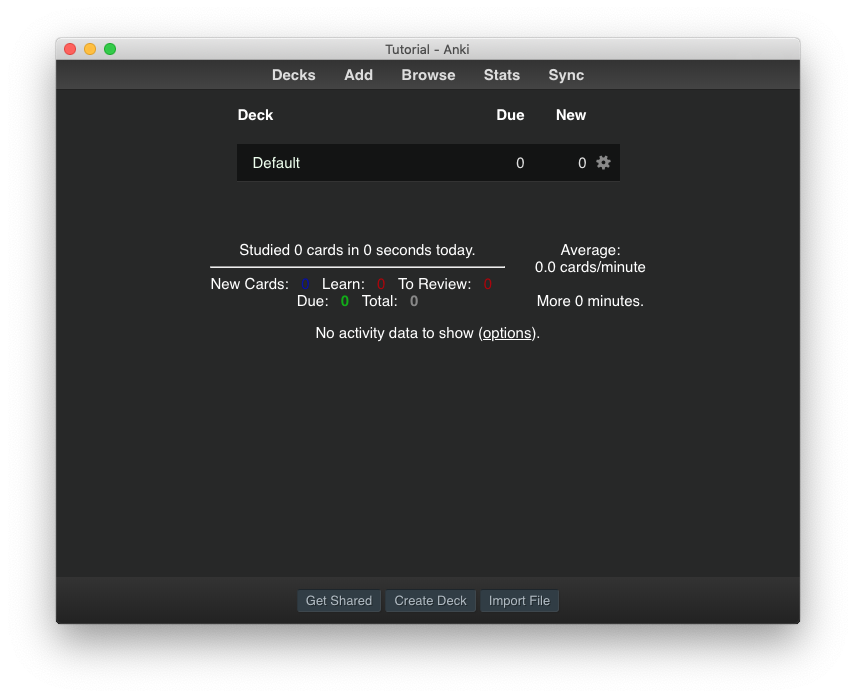 Tutorial - Anki
Decks Add Browse Stats Sync
Deck Due New
Default 0 0
Studied 0 cards in 0 seconds today.
New Cards: 0 Learn: 0 To Review: 0
Due: 0 Total: 0
Average:
0.0 cards/minute
More 0 minutes.
No activity data to show (options).
Get Shared Create Deck Import File